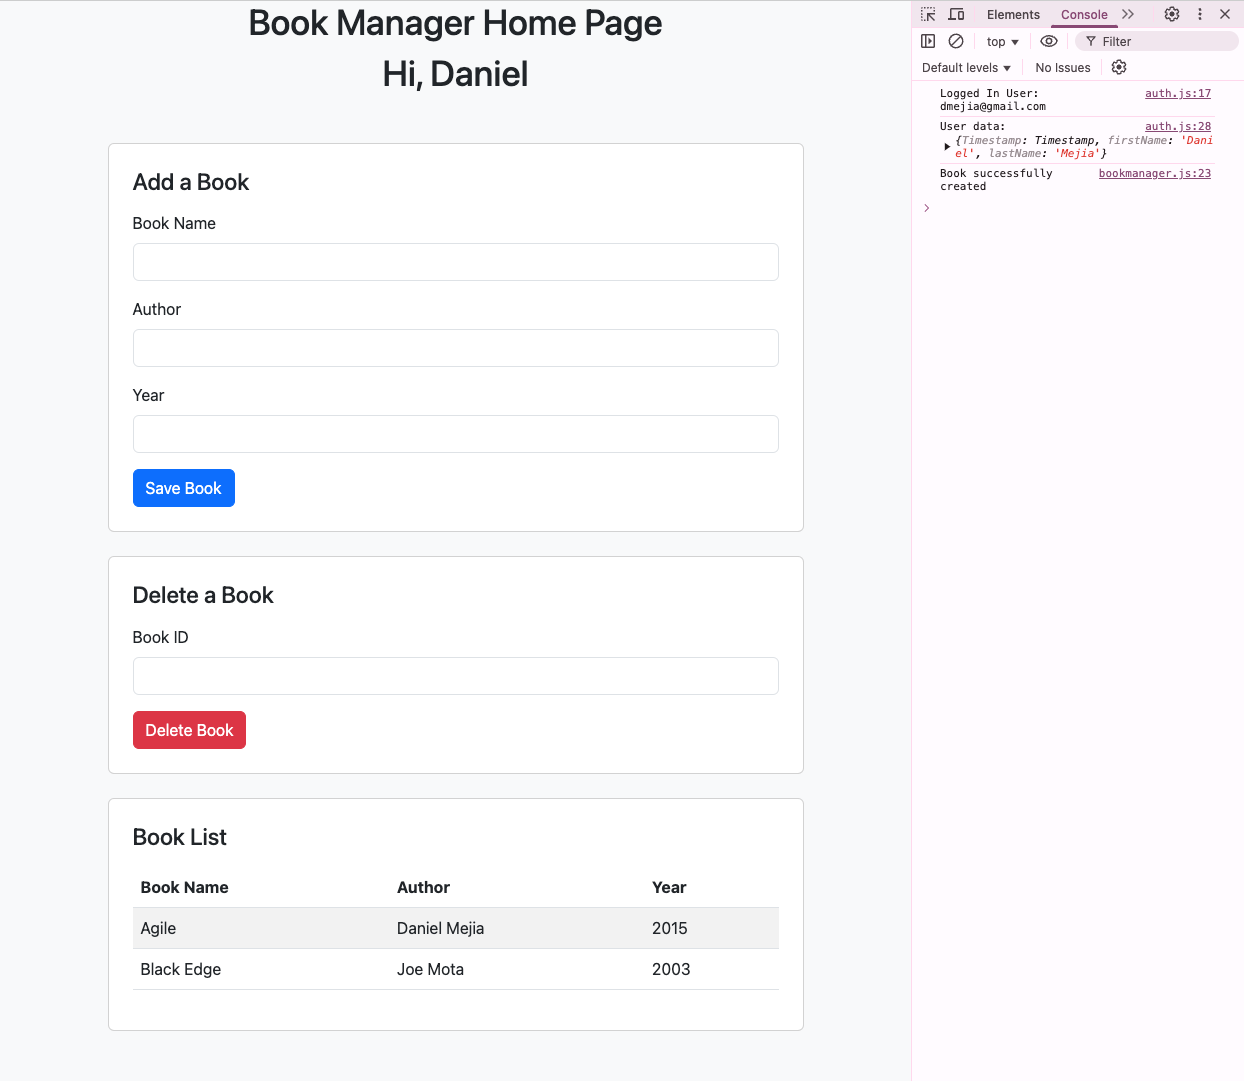 Book Manager Home Page
Hi, Daniel
Add a Book
Book Name
Author
Year
Save Book
Delete a Book
Book ID
Delete Book
Book List
Book Name Author Year
Agile Daniel Mejia 2015
Black Edge Joe Mota 2003
Elements Console
top Filter
Default levels No Issues
Logged In User: auth.js:17
dmejia@gmail.com
User data: auth.js:28
{Timestamp: Timestamp, firstName: 'Dani
el', lastName: 'Mejia'}
Book successfully bookmanager.js:23
created